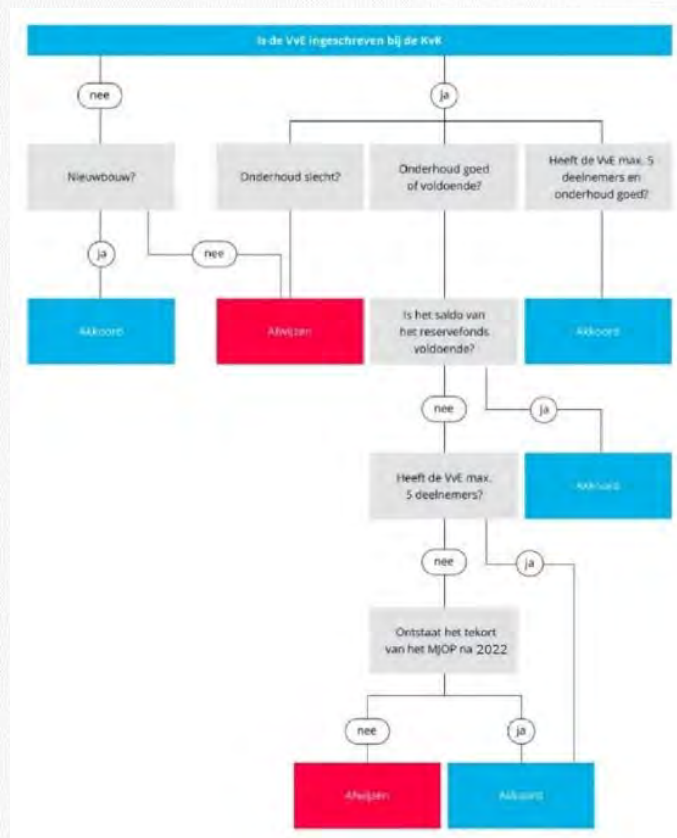 Is de VvE ingeschreven bij de KvK
nee
ja
Nieuwbouw?
Onderhoud slecht?
Onderhoud goed
of voldoende?
Heeft de VvE max. 5
deelnemers en
onderhoud goed?
ja
nee
Akkoord
Afwijzen
Is het saldo van
het reservefonds
voldoende?
Akkoord
nee
ja
Heeft de VvE max.
5 deelnemers?
Akkoord
nee
ja
Ontstaat het tekort
van het MJOP na 2022
nee
ja
Afwijzen
Akkoord